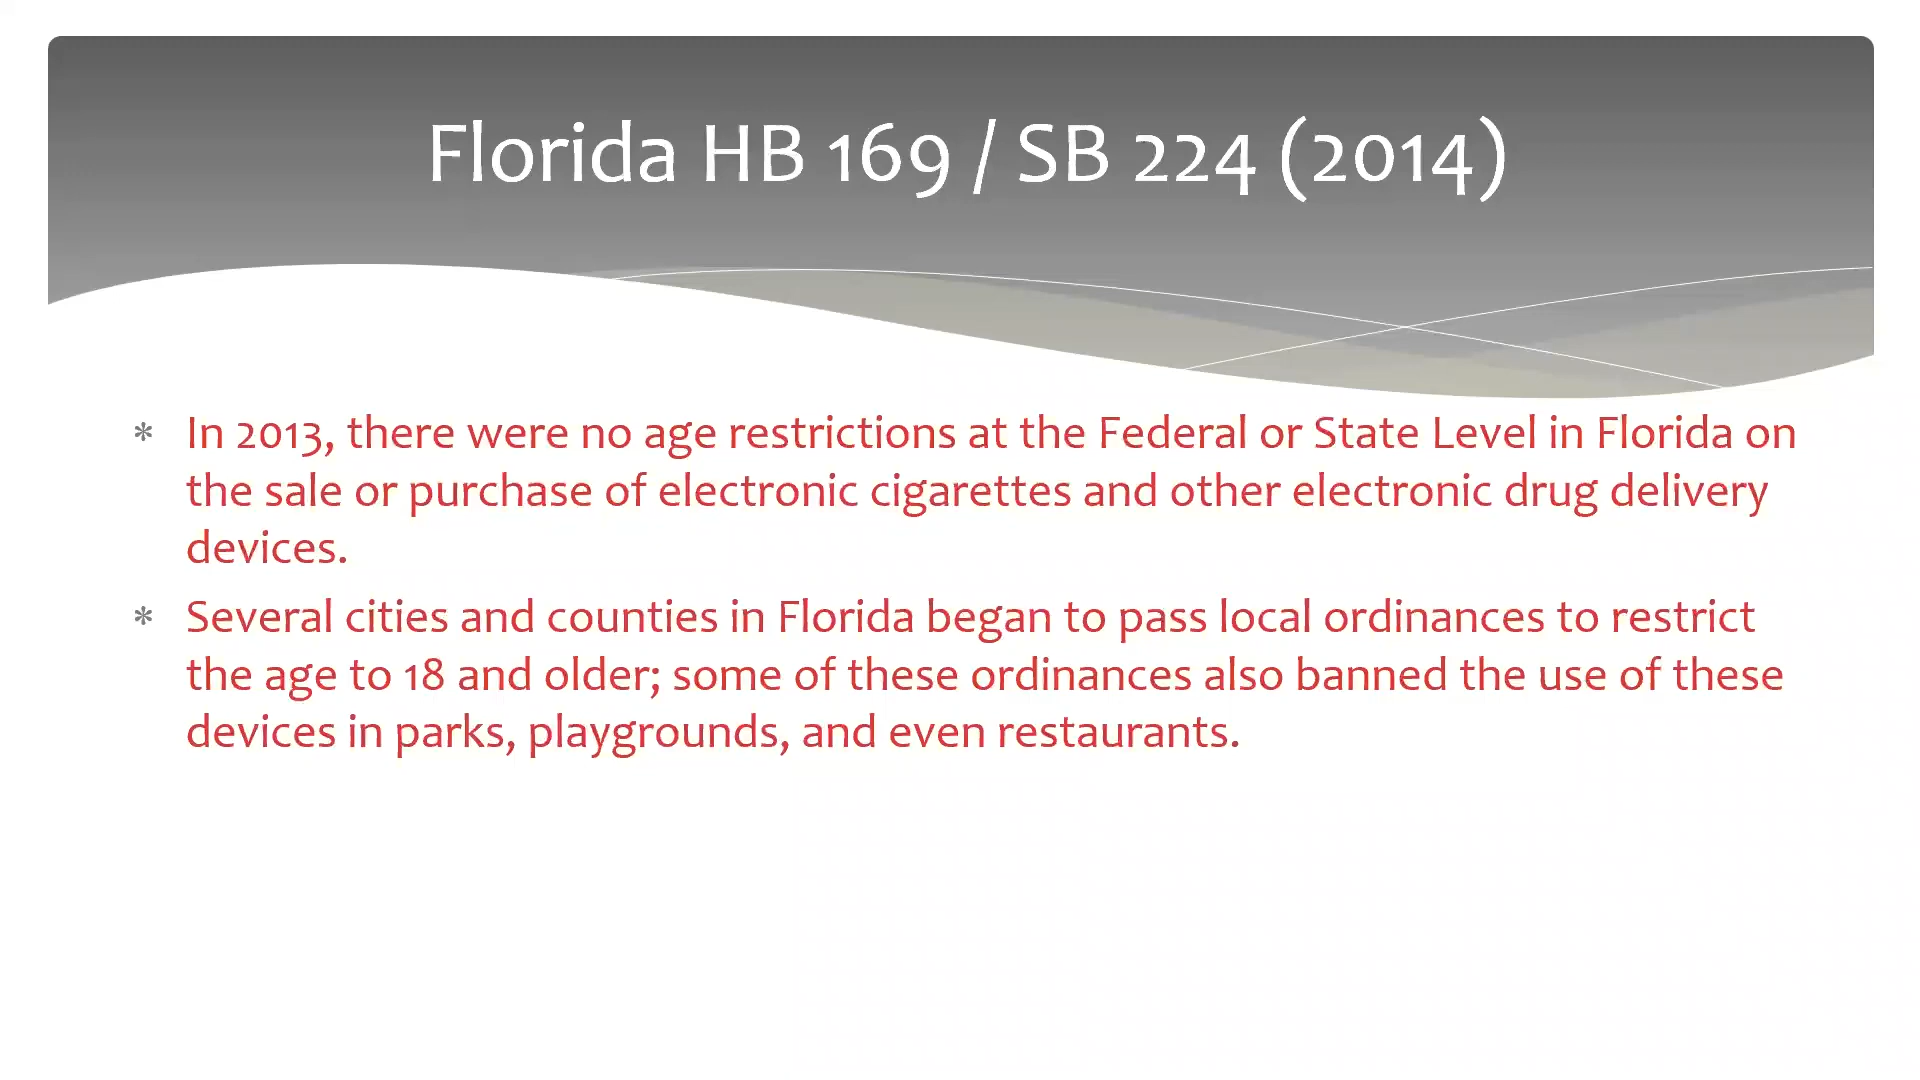 Florida HB 169 / SB 224 (2014)
* In 2013, there were no age restrictions at the Federal or State Level in Florida on
the sale or purchase of electronic cigarettes and other electronic drug delivery
devices.
* Several cities and counties in Florida began to pass local ordinances to restrict
the age to 18 and older; some of these ordinances also banned the use of these
devices in parks, playgrounds, and even restaurants.